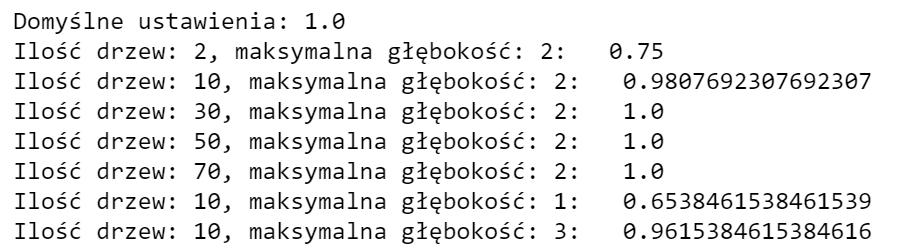 Domyślne ustawienia: 1.0
Ilość drzew: 2, maksymalna głębokość: 2:   0.75
Ilość drzew: 10, maksymalna głębokość: 2:   0.9807692307692307
Ilość drzew: 30, maksymalna głębokość: 2:   1.0
Ilość drzew: 50, maksymalna głębokość: 2:   1.0
Ilość drzew: 70, maksymalna głębokość: 2:   1.0
Ilość drzew: 10, maksymalna głębokość: 1:   0.6538461538461539
Ilość drzew: 10, maksymalna głębokość: 3:   0.9615384615384616